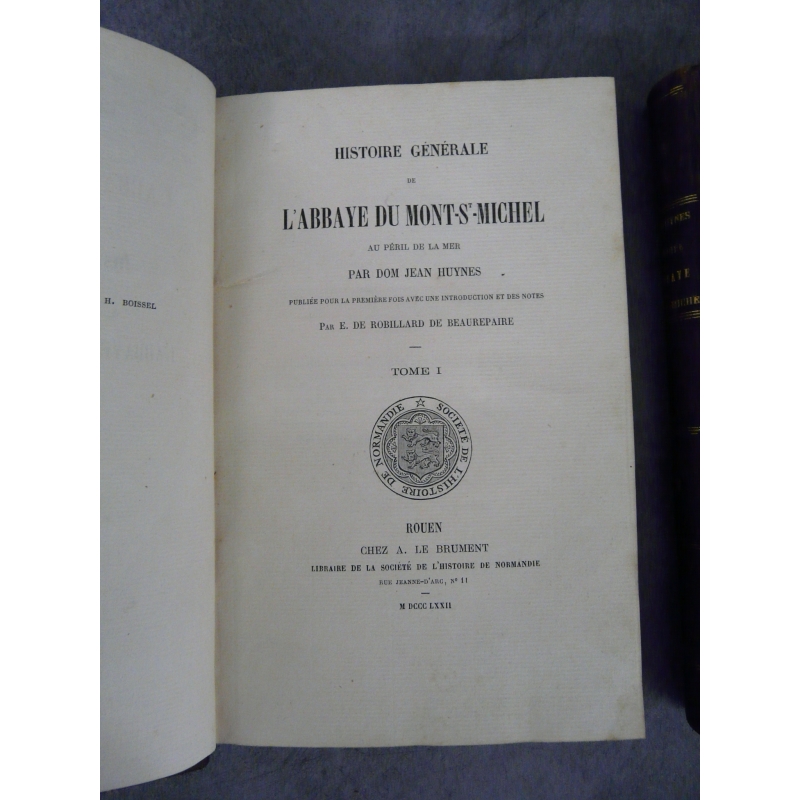 H. BOISSEL
HISTOIRE GÉNÉRALE
DE
L'ABBAYE DU MONT-ST-MICHEL
AU PÉRIL DE LA MER
PAR DOM JEAN HUYNES
PUBLIÉE POUR LA PREMIÈRE FOIS AVEC UNE INTRODUCTION ET DES NOTES
PAR E. DE ROBILLARD DE BEAUREPAIRE
TOME I
SOCIÉTÉ DE L'HISTOIRE DE NORMANDIE
ROUEN
CHEZ A. LE BRUMENT
LIBRAIRE DE LA SOCIÉTÉ DE L'HISTOIRE DE NORMANDIE
RUE JEANNE-D'ARC, N° 11
M DCCC LXXII